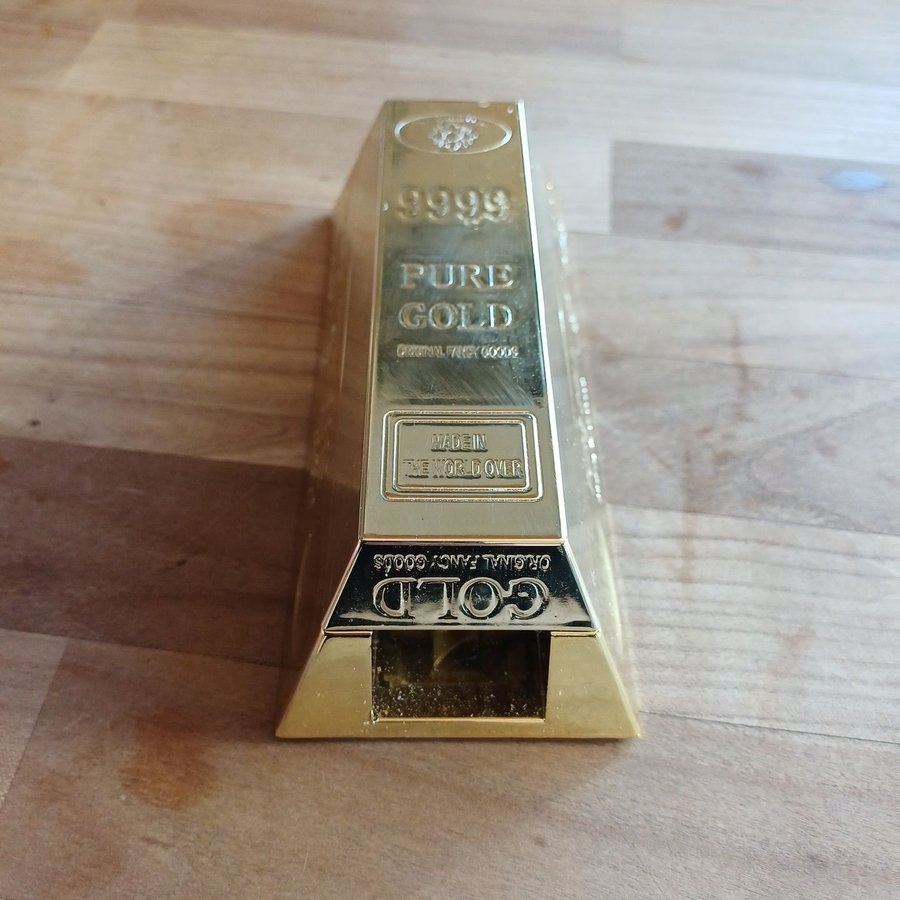 9999
PURE
GOLD
ORIGINAL FANCY GOODS
MADE IN
THE WORLD OVER
GOLD
ORIGINAL FANCY GOODS